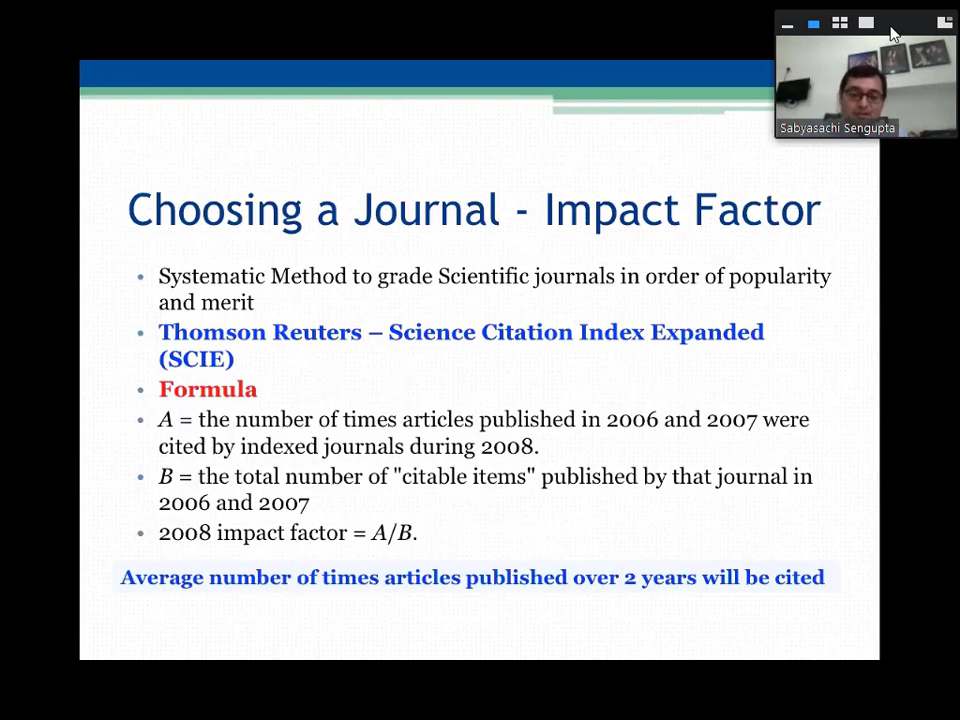 Sabyasachi Sengupta
Choosing a Journal - Impact Factor
• Systematic Method to grade Scientific journals in order of popularity
and merit
• Thomson Reuters – Science Citation Index Expanded
(SCIE)
• Formula
• A = the number of times articles published in 2006 and 2007 were
cited by indexed journals during 2008.
• B = the total number of "citable items" published by that journal in
2006 and 2007
• 2008 impact factor = A/B.
Average number of times articles published over 2 years will be cited